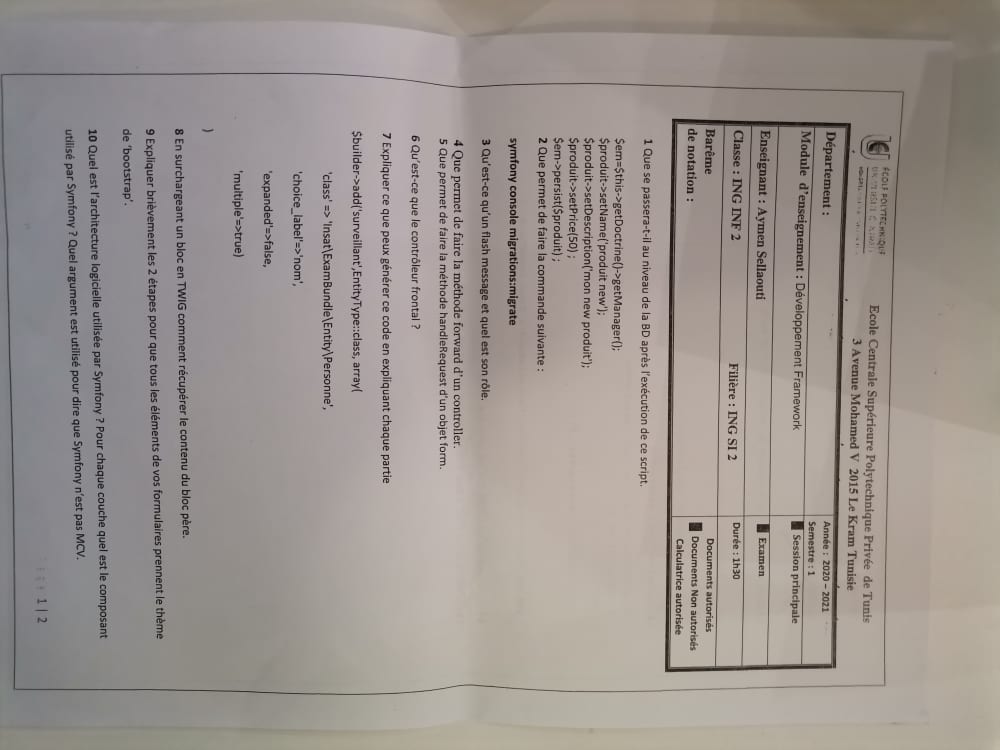 ÉCOLE POLYTECHNIQUE
Ecole Centrale Supérieure Polytechnique Privée de Tunis
3 Avenue Mohamed V 2015 Le Kram Tunisie
Département :
Année : 2020 – 2021
Semestre : 1
Module d'enseignement : Développement Framework
Session principale
Enseignant : Aymen Sellaouti
Examen
Classe : ING INF 2 Filière : ING SI 2
Durée : 1h30
Barême
de notation :
Documents autorisés
Documents Non autorisés
Calculatrice autorisée
1 Que se passera-t-il au niveau de la BD après l'exécution de ce script.
$em=$this->getDoctrine()->getManager();
$produit->setName('produit new');
$produit->setDescription('mon new produit');
$produit->setPrice(50) ;
$em->persist($produit) ;
2 Que permet de faire la commande suivante :
symfony console migrations:migrate
3 Qu'est-ce qu'un flash message et quel est son rôle.
4 Que permet de faire la méthode forward d'un controller.
5 Que permet de faire la méthode handleRequest d'un objet form.
6 Qu'est-ce que le contrôleur frontal ?
7 Expliquer ce que peux générer ce code en expliquant chaque partie
$builder->add('surveillant',EntityType::class, array(
'class' => 'Insat\ExamBundle\Entity\Personne',
'choice_label'=>'nom',
'expanded'=>false,
'multiple'=>true)
)
8 En surchargeant un bloc en TWIG comment récupérer le contenu du bloc père.
9 Expliquer brièvement les 2 étapes pour que tous les éléments de vos formulaires prennent le thème
de 'bootstrap'.
10 Quel est l'architecture logicielle utilisée par Symfony ? Pour chaque couche quel est le composant
utilisé par Symfony ? Quel argument est utilisé pour dire que Symfony n'est pas MCV.
1 | 2